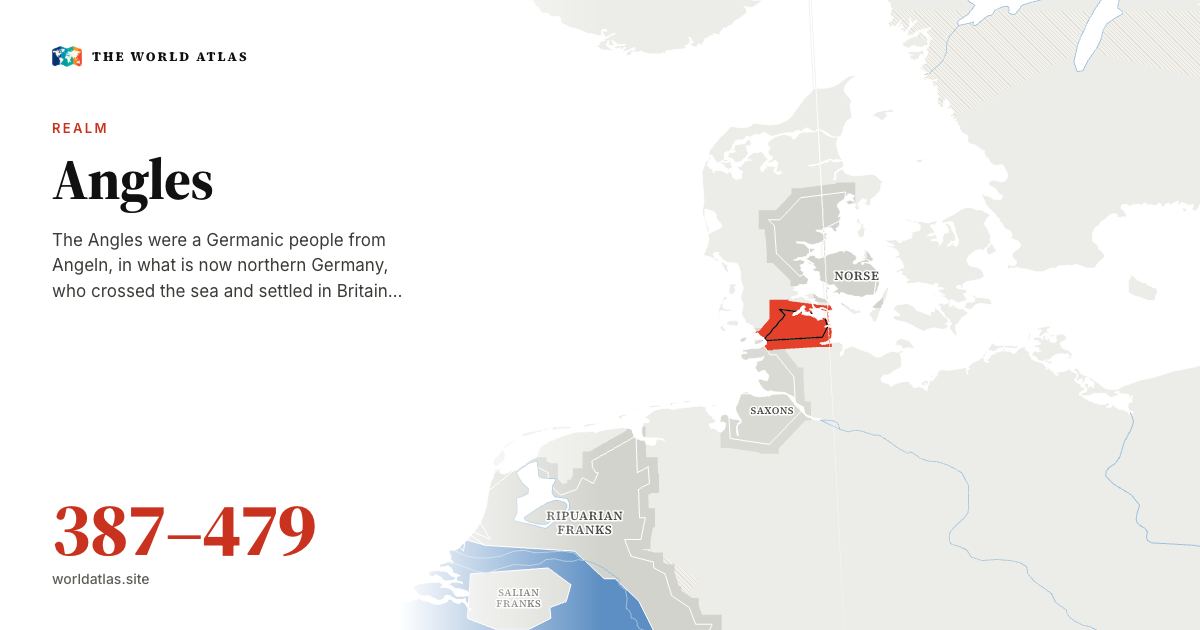 THE WORLD ATLAS
REALM
Angles
The Angles were a Germanic people from
Angeln, in what is now northern Germany,
who crossed the sea and settled in Britain...
387–479
worldatlas.site
NORSE
SAXONS
RIPUARIAN
FRANKS
SALIAN
FRANKS